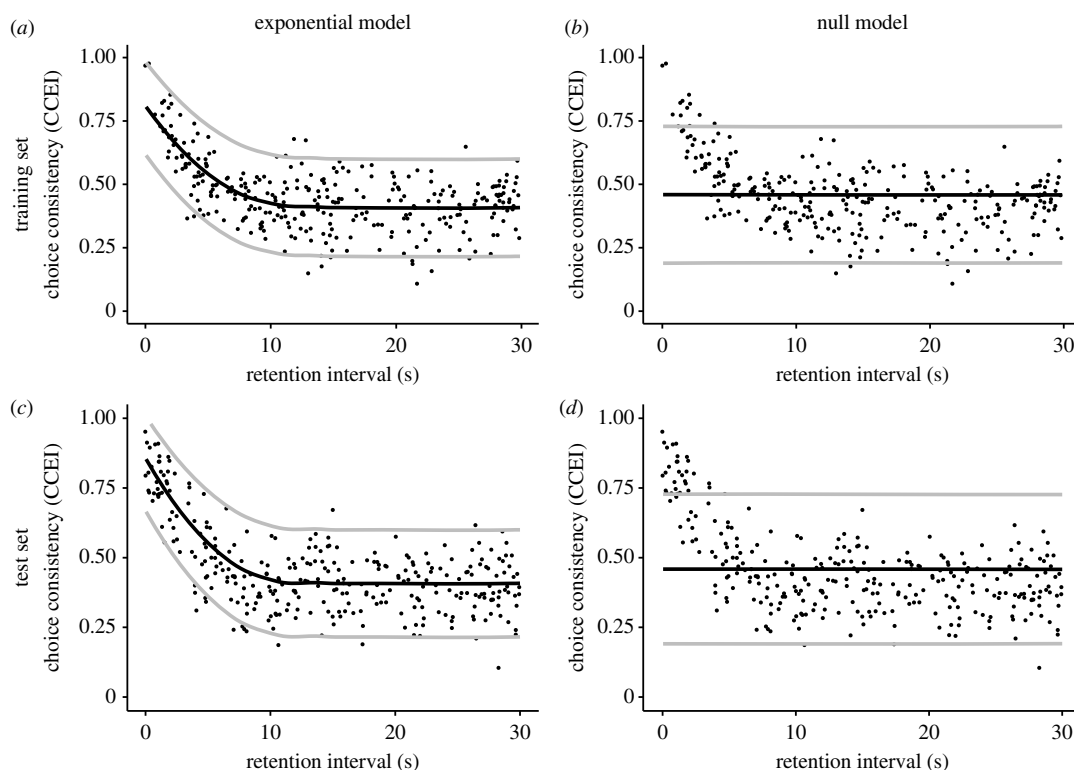 exponential model
null model
(a)
(b)
training set
choice consistency (CCEI)
1.00
0.75
0.50
0.25
0
0
10
20
30
retention interval (s)
choice consistency (CCEI)
1.00
0.75
0.50
0.25
0
0
10
20
30
retention interval (s)
(c)
(d)
test set
choice consistency (CCEI)
1.00
0.75
0.50
0.25
0
0
10
20
30
retention interval (s)
choice consistency (CCEI)
1.00
0.75
0.50
0.25
0
0
10
20
30
retention interval (s)